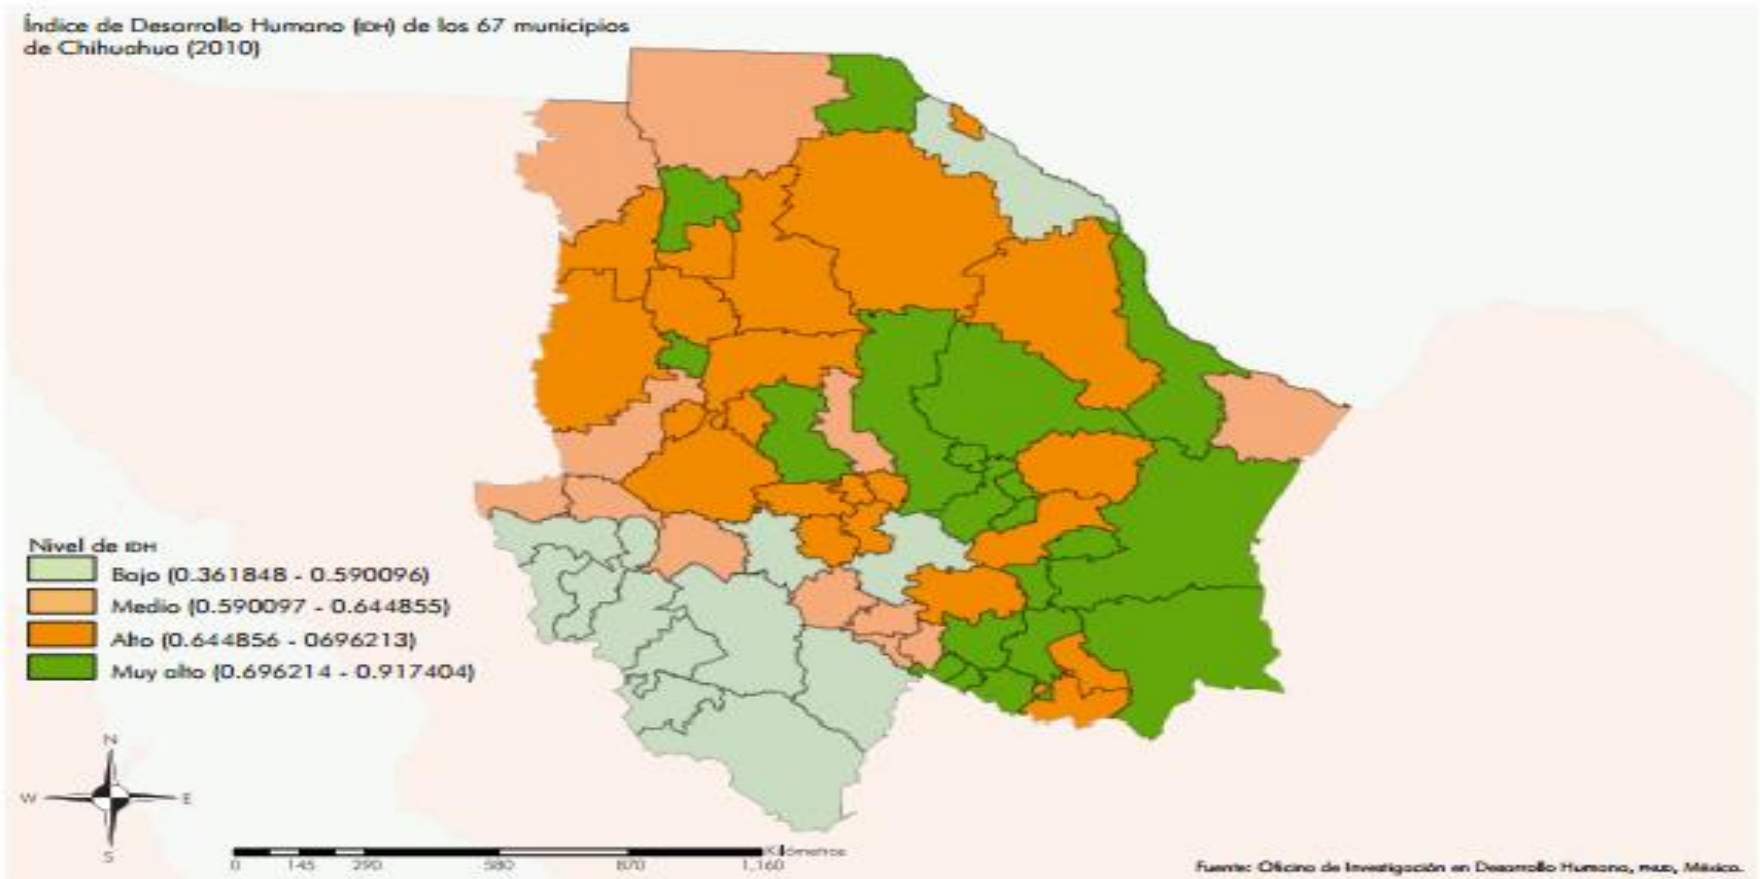 Índice de Desarrollo Humano (IDH) de los 67 municipios
de Chihuahua (2010)
Nivel de IDH
Bajo (0.361848 - 0.590096)
Medio (0.590097 - 0.644855)
Alto (0.644856 - 0696213)
Muy alto (0.696214 - 0.917404)
N
W E
S
Kilómetros
0 145 290 580 870 1,160
Fuente: Oficina de Investigación en Desarrollo Humano, PNUD, México.